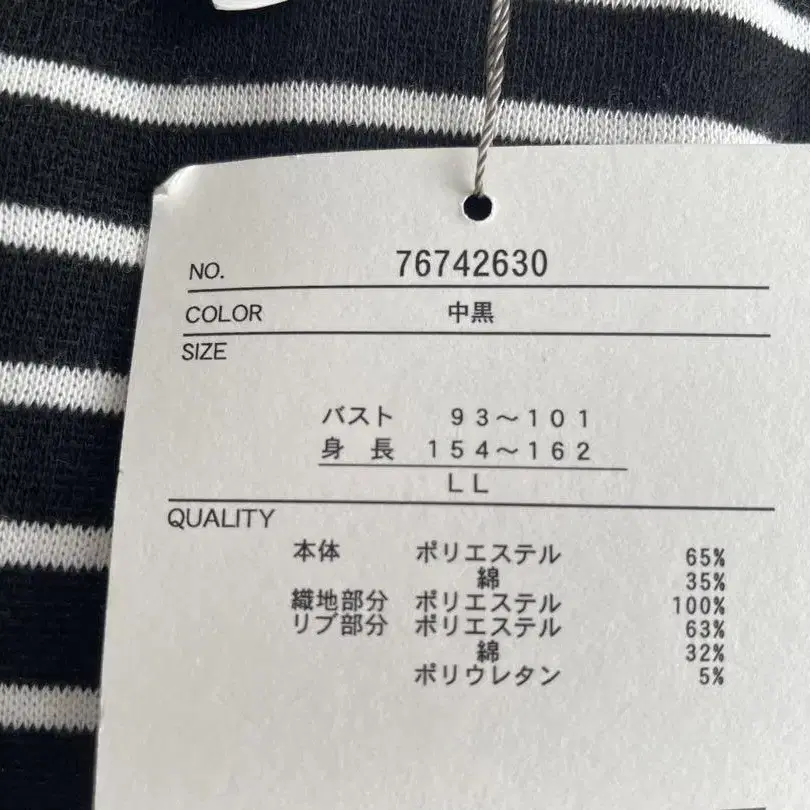 NO. 76742630
COLOR 中黒
SIZE
バスト 93～101
身長 154～162
LL
QUALITY
本体 ポリエステル 65%
綿 35%
織地部分 ポリエステル 100%
リブ部分 ポリエステル 63%
綿 32%
ポリウレタン 5%